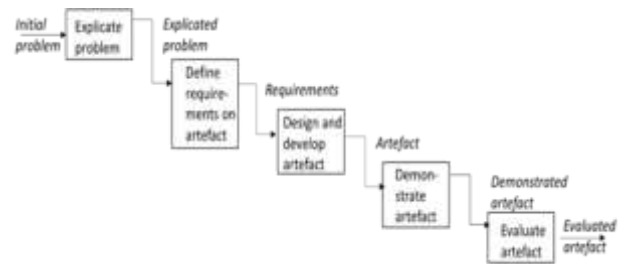 Initial
problem
Explicate
problem
Explicated
problem
Define
require-
ments on
artefact
Requirements
Design and
develop
artefact
Artefact
Demon-
strate
artefact
Demonstrated
artefact
Evaluate
artefact
Evaluated
artefact